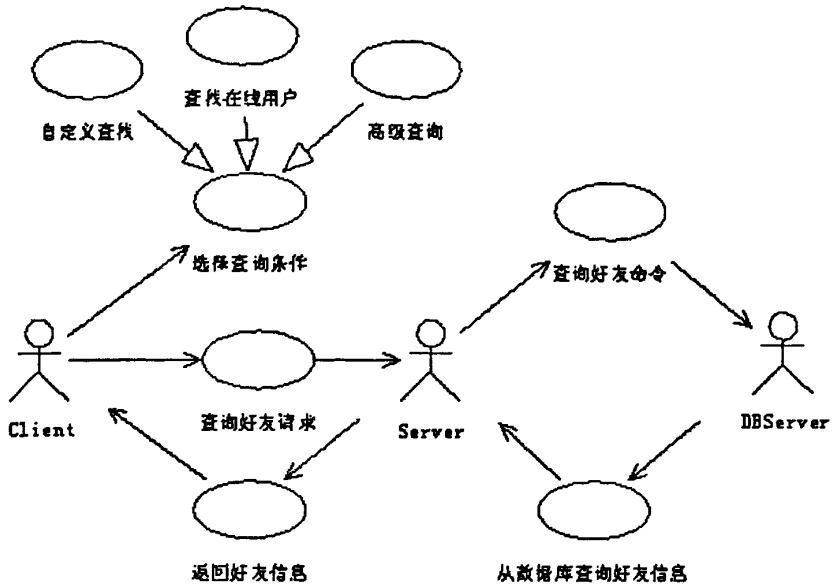 查找在线用户
自定义查找
高级查询
选择查询条件
查询好友命令
Client
查询好友请求
Server
DBServer
返回好友信息
从数据库查询好友信息